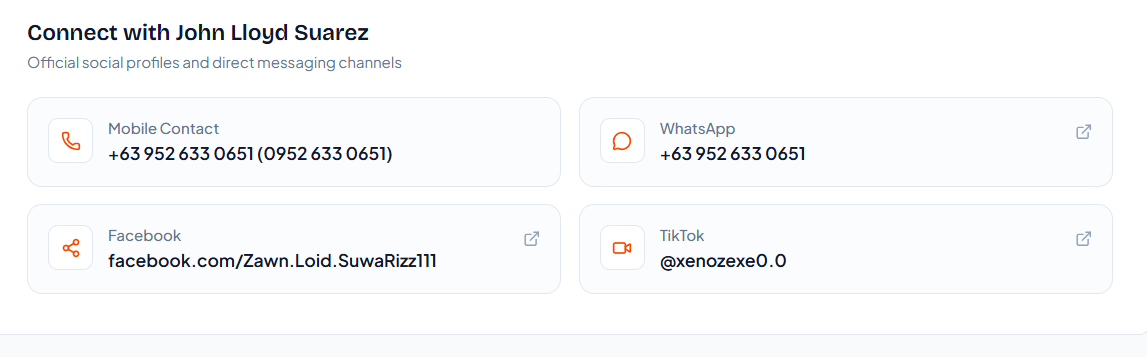 Connect with John Lloyd Suarez
Official social profiles and direct messaging channels
Mobile Contact
+63 952 633 0651 (0952 633 0651)
WhatsApp
+63 952 633 0651
Facebook
facebook.com/Zawn.Loid.SuwaRizz111
TikTok
@xenozexe0.0